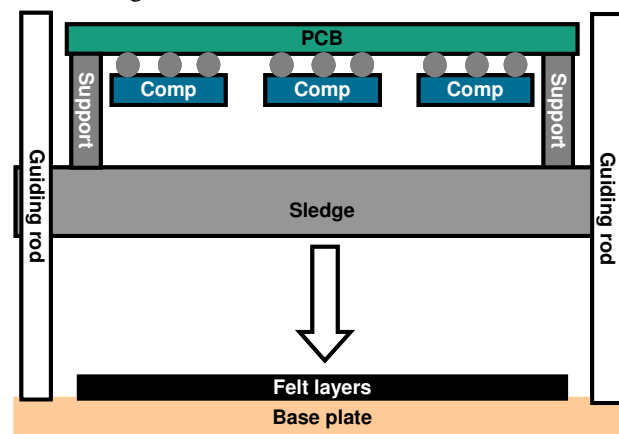 PCB
Comp
Comp
Comp
Support
Support
Guiding rod
Guiding rod
Sledge
Felt layers
Base plate